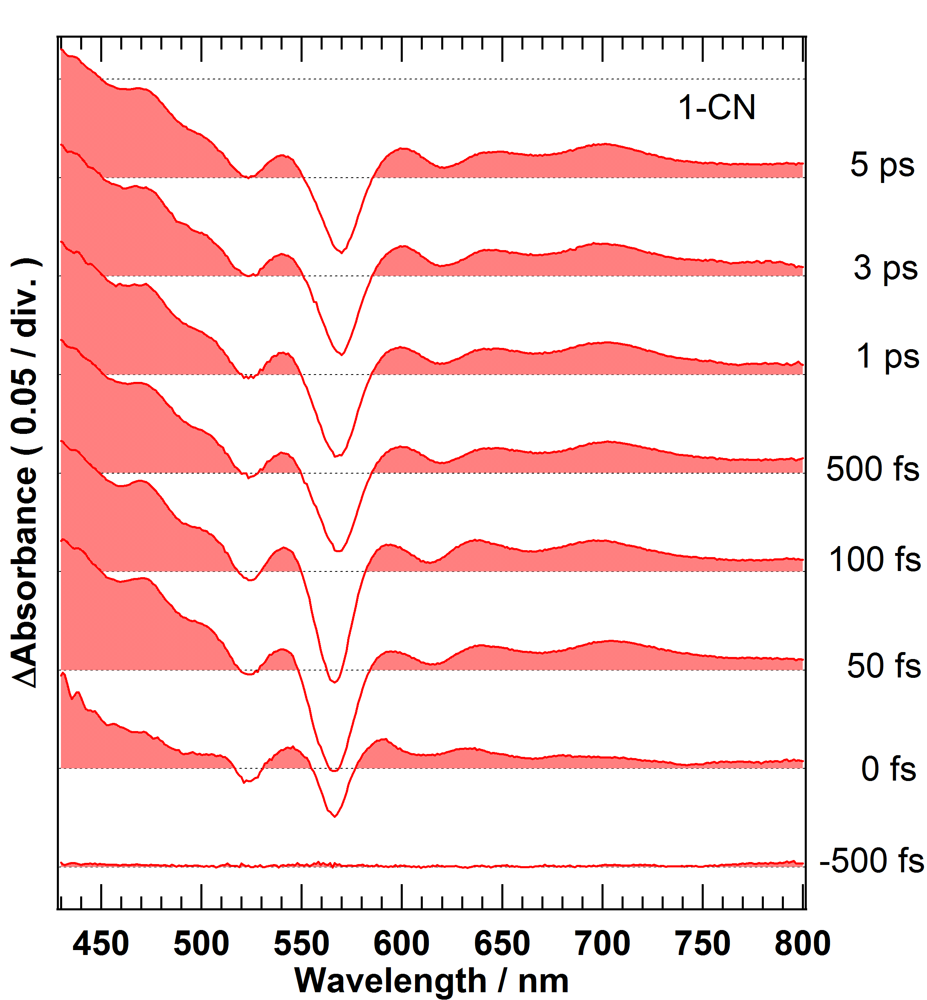 1-CN
5 ps
3 ps
1 ps
500 fs
100 fs
50 fs
0 fs
-500 fs
ΔAbsorbance ( 0.05 / div. )
450 500 550 600 650 700 750 800
Wavelength / nm